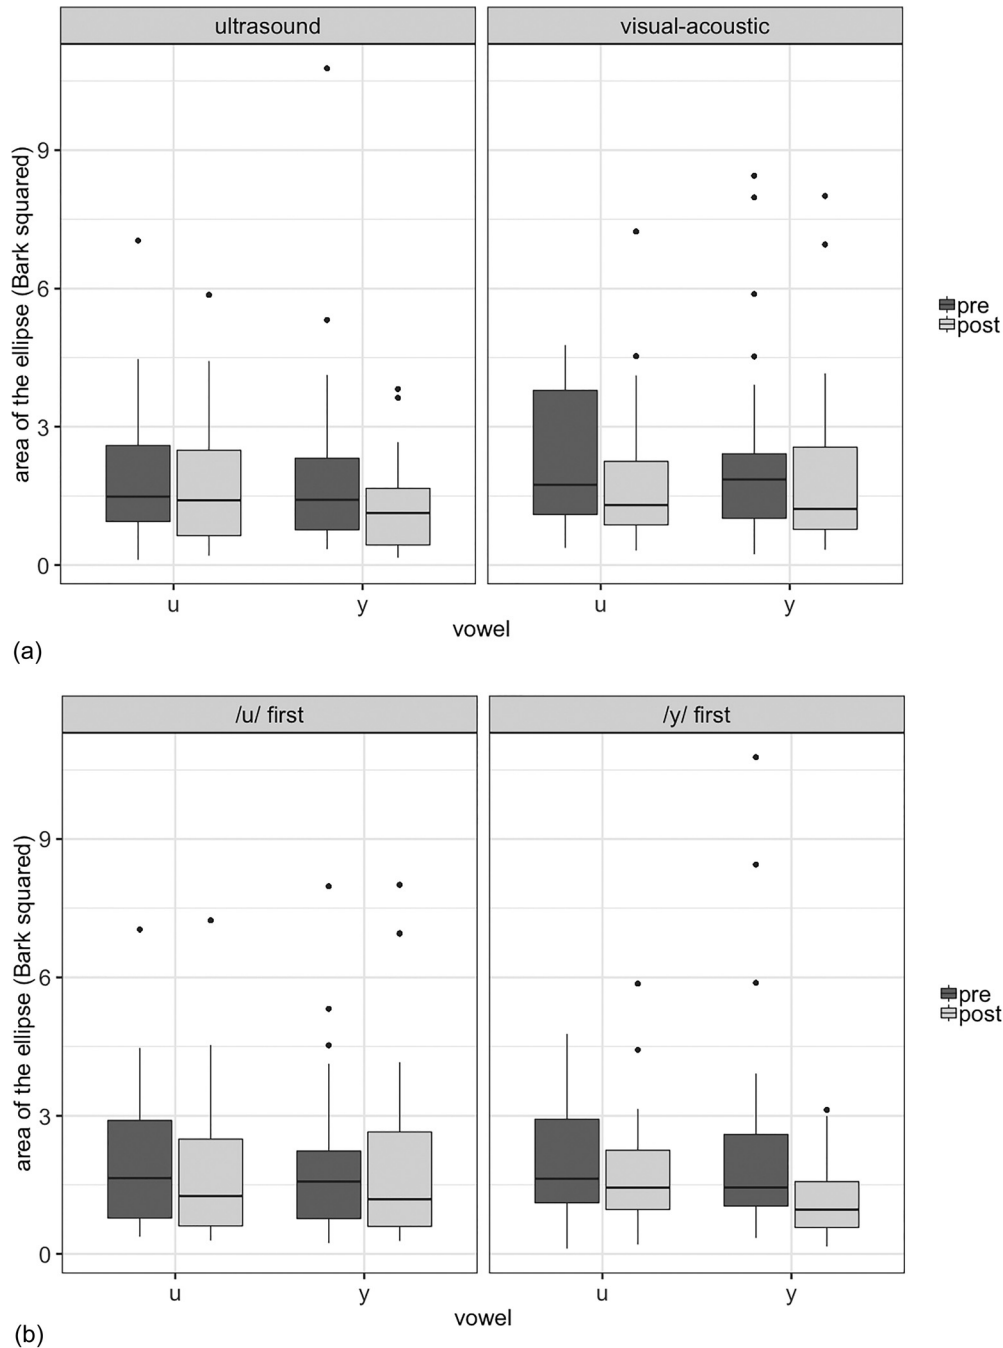 ultrasound visual-acoustic
area of the ellipse (Bark squared)
9
6
3
0
pre
post
u y u y
vowel
(a)
/u/ first /y/ first
area of the ellipse (Bark squared)
9
6
3
0
pre
post
u y u y
vowel
(b)